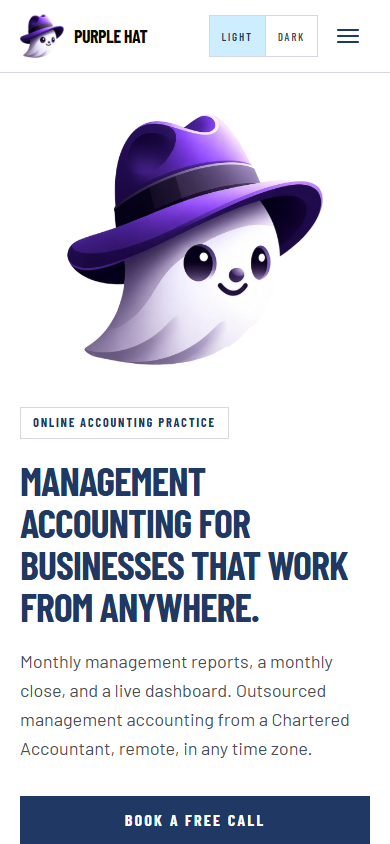 PURPLE HAT
LIGHT
DARK
ONLINE ACCOUNTING PRACTICE
MANAGEMENT
ACCOUNTING FOR
BUSINESSES THAT WORK
FROM ANYWHERE.
Monthly management reports, a monthly
close, and a live dashboard. Outsourced
management accounting from a Chartered
Accountant, remote, in any time zone.
BOOK A FREE CALL